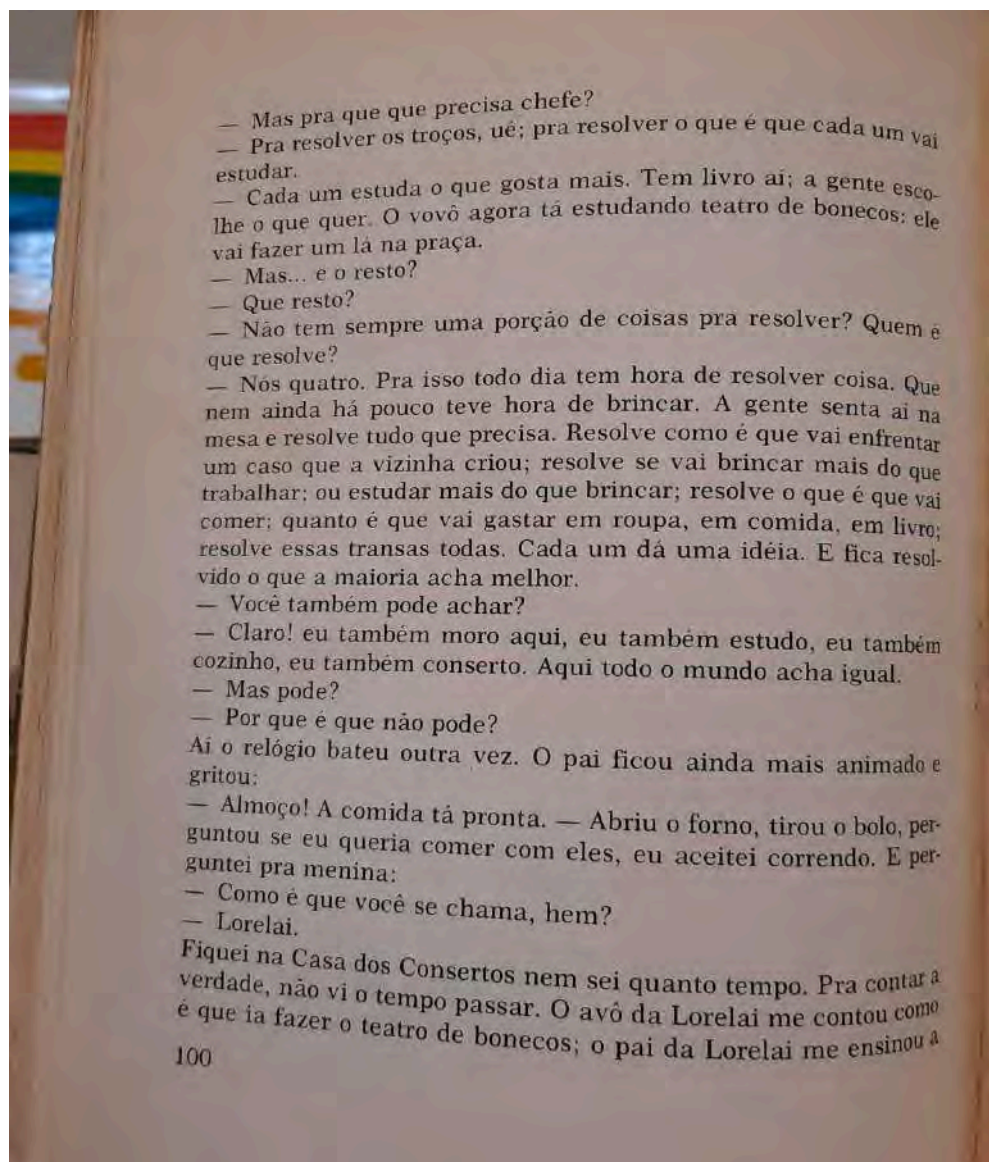 — Mas pra que que precisa chefe?
— Pra resolver os troços, uê; pra resolver o que é que cada um vai
estudar.
— Cada um estuda o que gosta mais. Tem livro aí; a gente esco-
lhe o que quer. O vovô agora tá estudando teatro de bonecos: ele
vai fazer um lá na praça.
— Mas... e o resto?
— Que resto?
— Não tem sempre uma porção de coisas pra resolver? Quem é
que resolve?
— Nós quatro. Pra isso todo dia tem hora de resolver coisa. Que
nem ainda há pouco teve hora de brincar. A gente senta aí na
mesa e resolve tudo que precisa. Resolve como é que vai enfrentar
um caso que a vizinha criou; resolve se vai brincar mais do que
trabalhar; ou estudar mais do que brincar; resolve o que é que vai
comer; quanto é que vai gastar em roupa, em comida, em livro;
resolve essas transas todas. Cada um dá uma idéia. E fica resol-
vido o que a maioria acha melhor.
— Você também pode achar?
— Claro! eu também moro aqui, eu também estudo, eu também
cozinho, eu também conserto. Aqui todo o mundo acha igual.
— Mas pode?
— Por que é que não pode?
Aí o relógio bateu outra vez. O pai ficou ainda mais animado e
gritou:
— Almoço! A comida tá pronta. — Abriu o forno, tirou o bolo, per-
guntou se eu queria comer com eles, eu aceitei correndo. E per-
guntei pra menina:
— Como é que você se chama, hem?
— Lorelai.
Fiquei na Casa dos Consertos nem sei quanto tempo. Pra contar a
verdade, não vi o tempo passar. O avô da Lorelai me contou como
é que ia fazer o teatro de bonecos; o pai da Lorelai me ensinou a
100